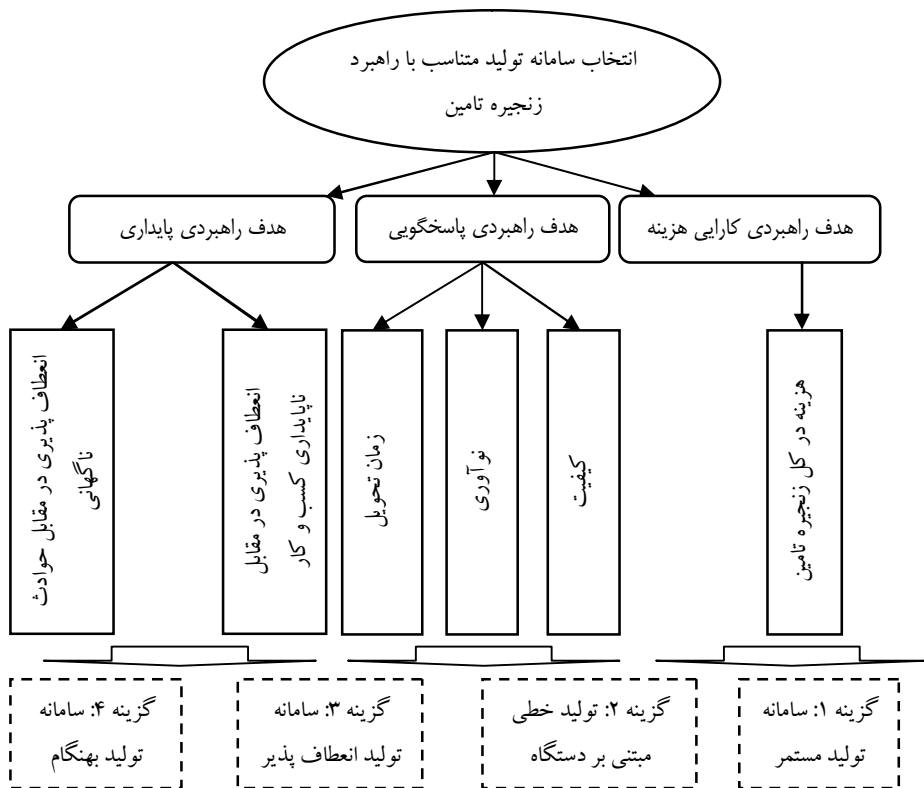 انتخاب سامانه تولید متناسب با راهبرد
زنجیره تامین
هدف راهبردی کارایی هزینه
هدف راهبردی پاسخگویی
هدف راهبردی پایداری
هزینه در کل زنجیره تامین
کیفیت
نوآوری
زمان تحویل
انعطاف پذیری در مقابل
ناپایداری کسب و کار
انعطاف پذیری در مقابل حوادث
ناگهانی
گزینه ۱: سامانه
تولید مستمر
گزینه ۲: تولید خطی
مبتنی بر دستگاه
گزینه ۳: سامانه
تولید انعطاف پذیر
گزینه ۴: سامانه
تولید بهنگام